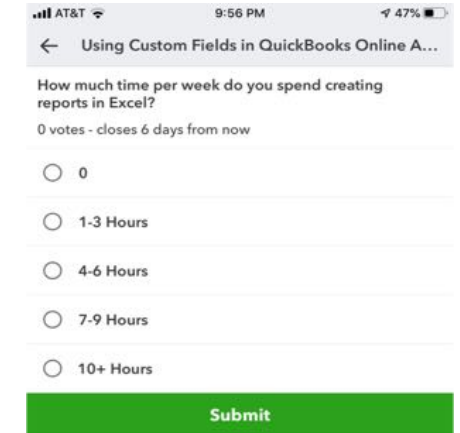 AT&T 9:56 PM 47%
Using Custom Fields in QuickBooks Online A...
How much time per week do you spend creating
reports in Excel?
0 votes - closes 6 days from now
0
1-3 Hours
4-6 Hours
7-9 Hours
10+ Hours
Submit